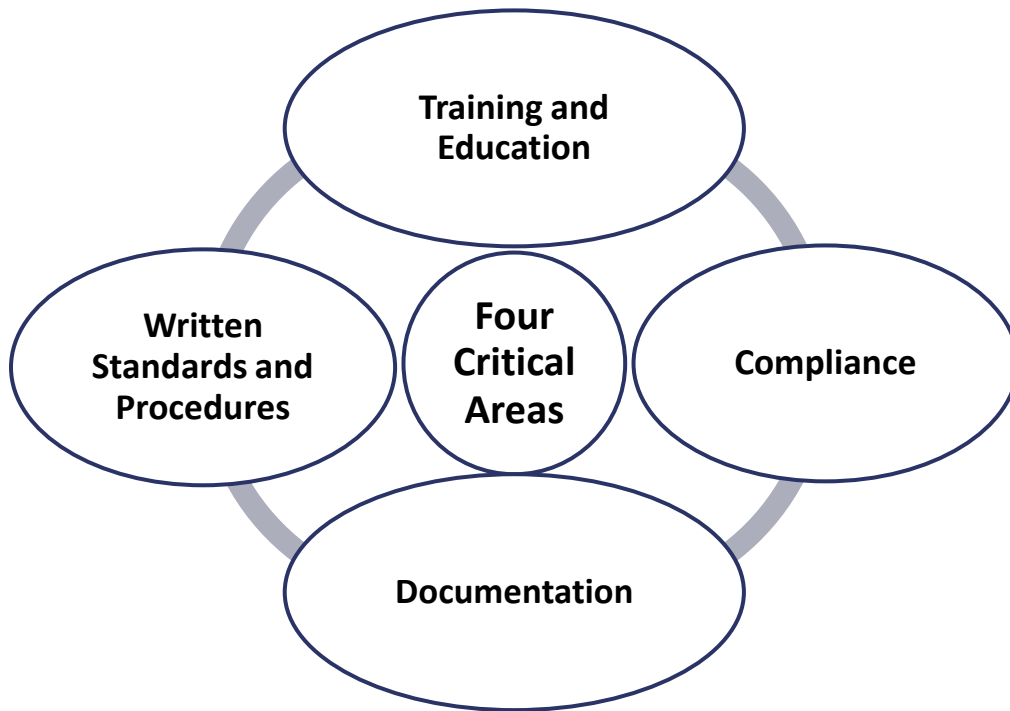 Training and
Education
Written
Standards and
Procedures
Four
Critical
Areas
Compliance
Documentation